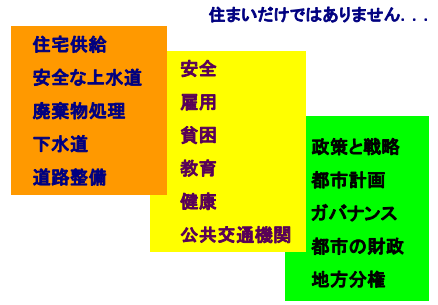 住まいだけではありません...
住宅供給
安全な上水道
廃棄物処理
下水道
道路整備
安全
雇用
貧困
教育
健康
公共交通機関
政策と戦略
都市計画
ガバナンス
都市の財政
地方分権